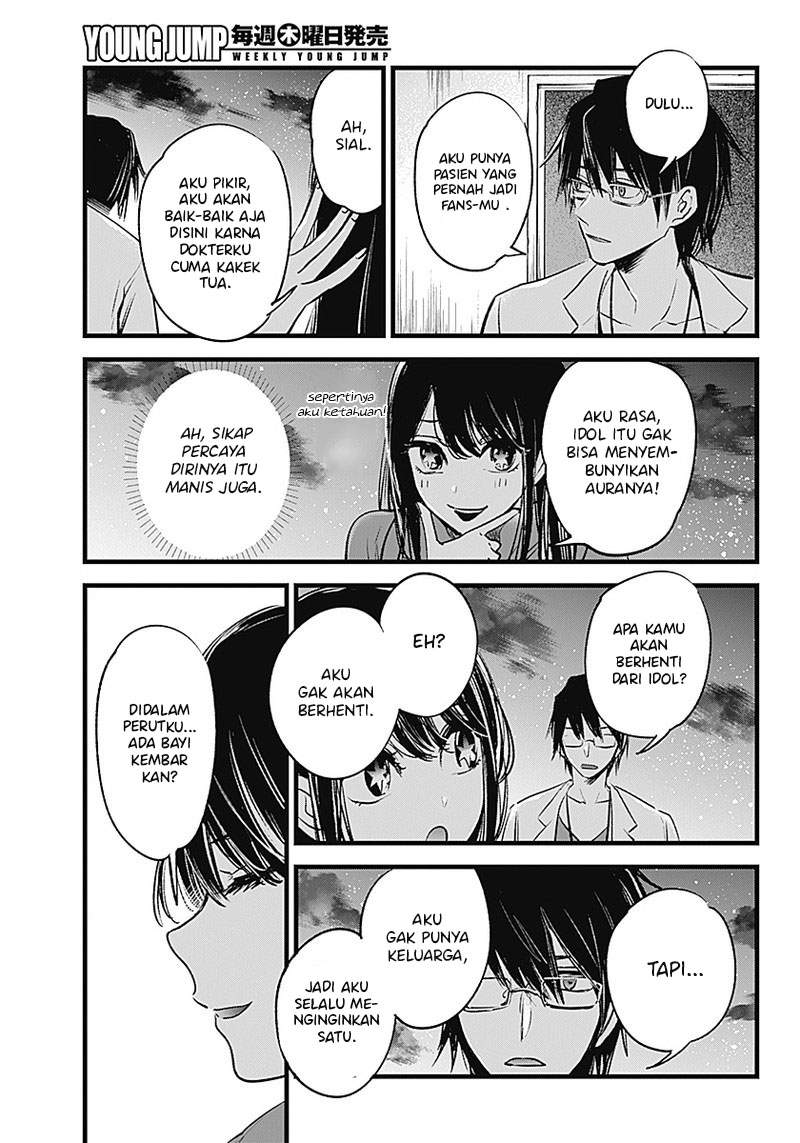 YOUNG JUMP 毎週木曜日発売
WEEKLY YOUNG JUMP
DULU...
AKU PUNYA
PASIEN YANG
PERNAH JADI
FANS-MU .
AH,
SIAL.
AKU PIKIR,
AKU AKAN
BAIK-BAIK AJA
DISINI KARNA
DOKTERKU
CUMA KAKEK
TUA.
AKU RASA,
IDOL ITU GAK
BISA MENYEM-
BUNYIKAN
AURANYA!
sepertinya
aku ketahuan!
AH, SIKAP
PERCAYA
DIRINYA ITU
MANIS JUGA.
APA KAMU
AKAN
BERHENTI
DARI IDOL?
EH?
AKU
GAK AKAN
BERHENTI.
TAPI...
AKU
GAK PUNYA
KELUARGA,
JADI AKU
SELALU ME-
NGINGINKAN
SATU.
DIDALAM
PERUTKU...
ADA BAYI
KEMBAR
KAN?